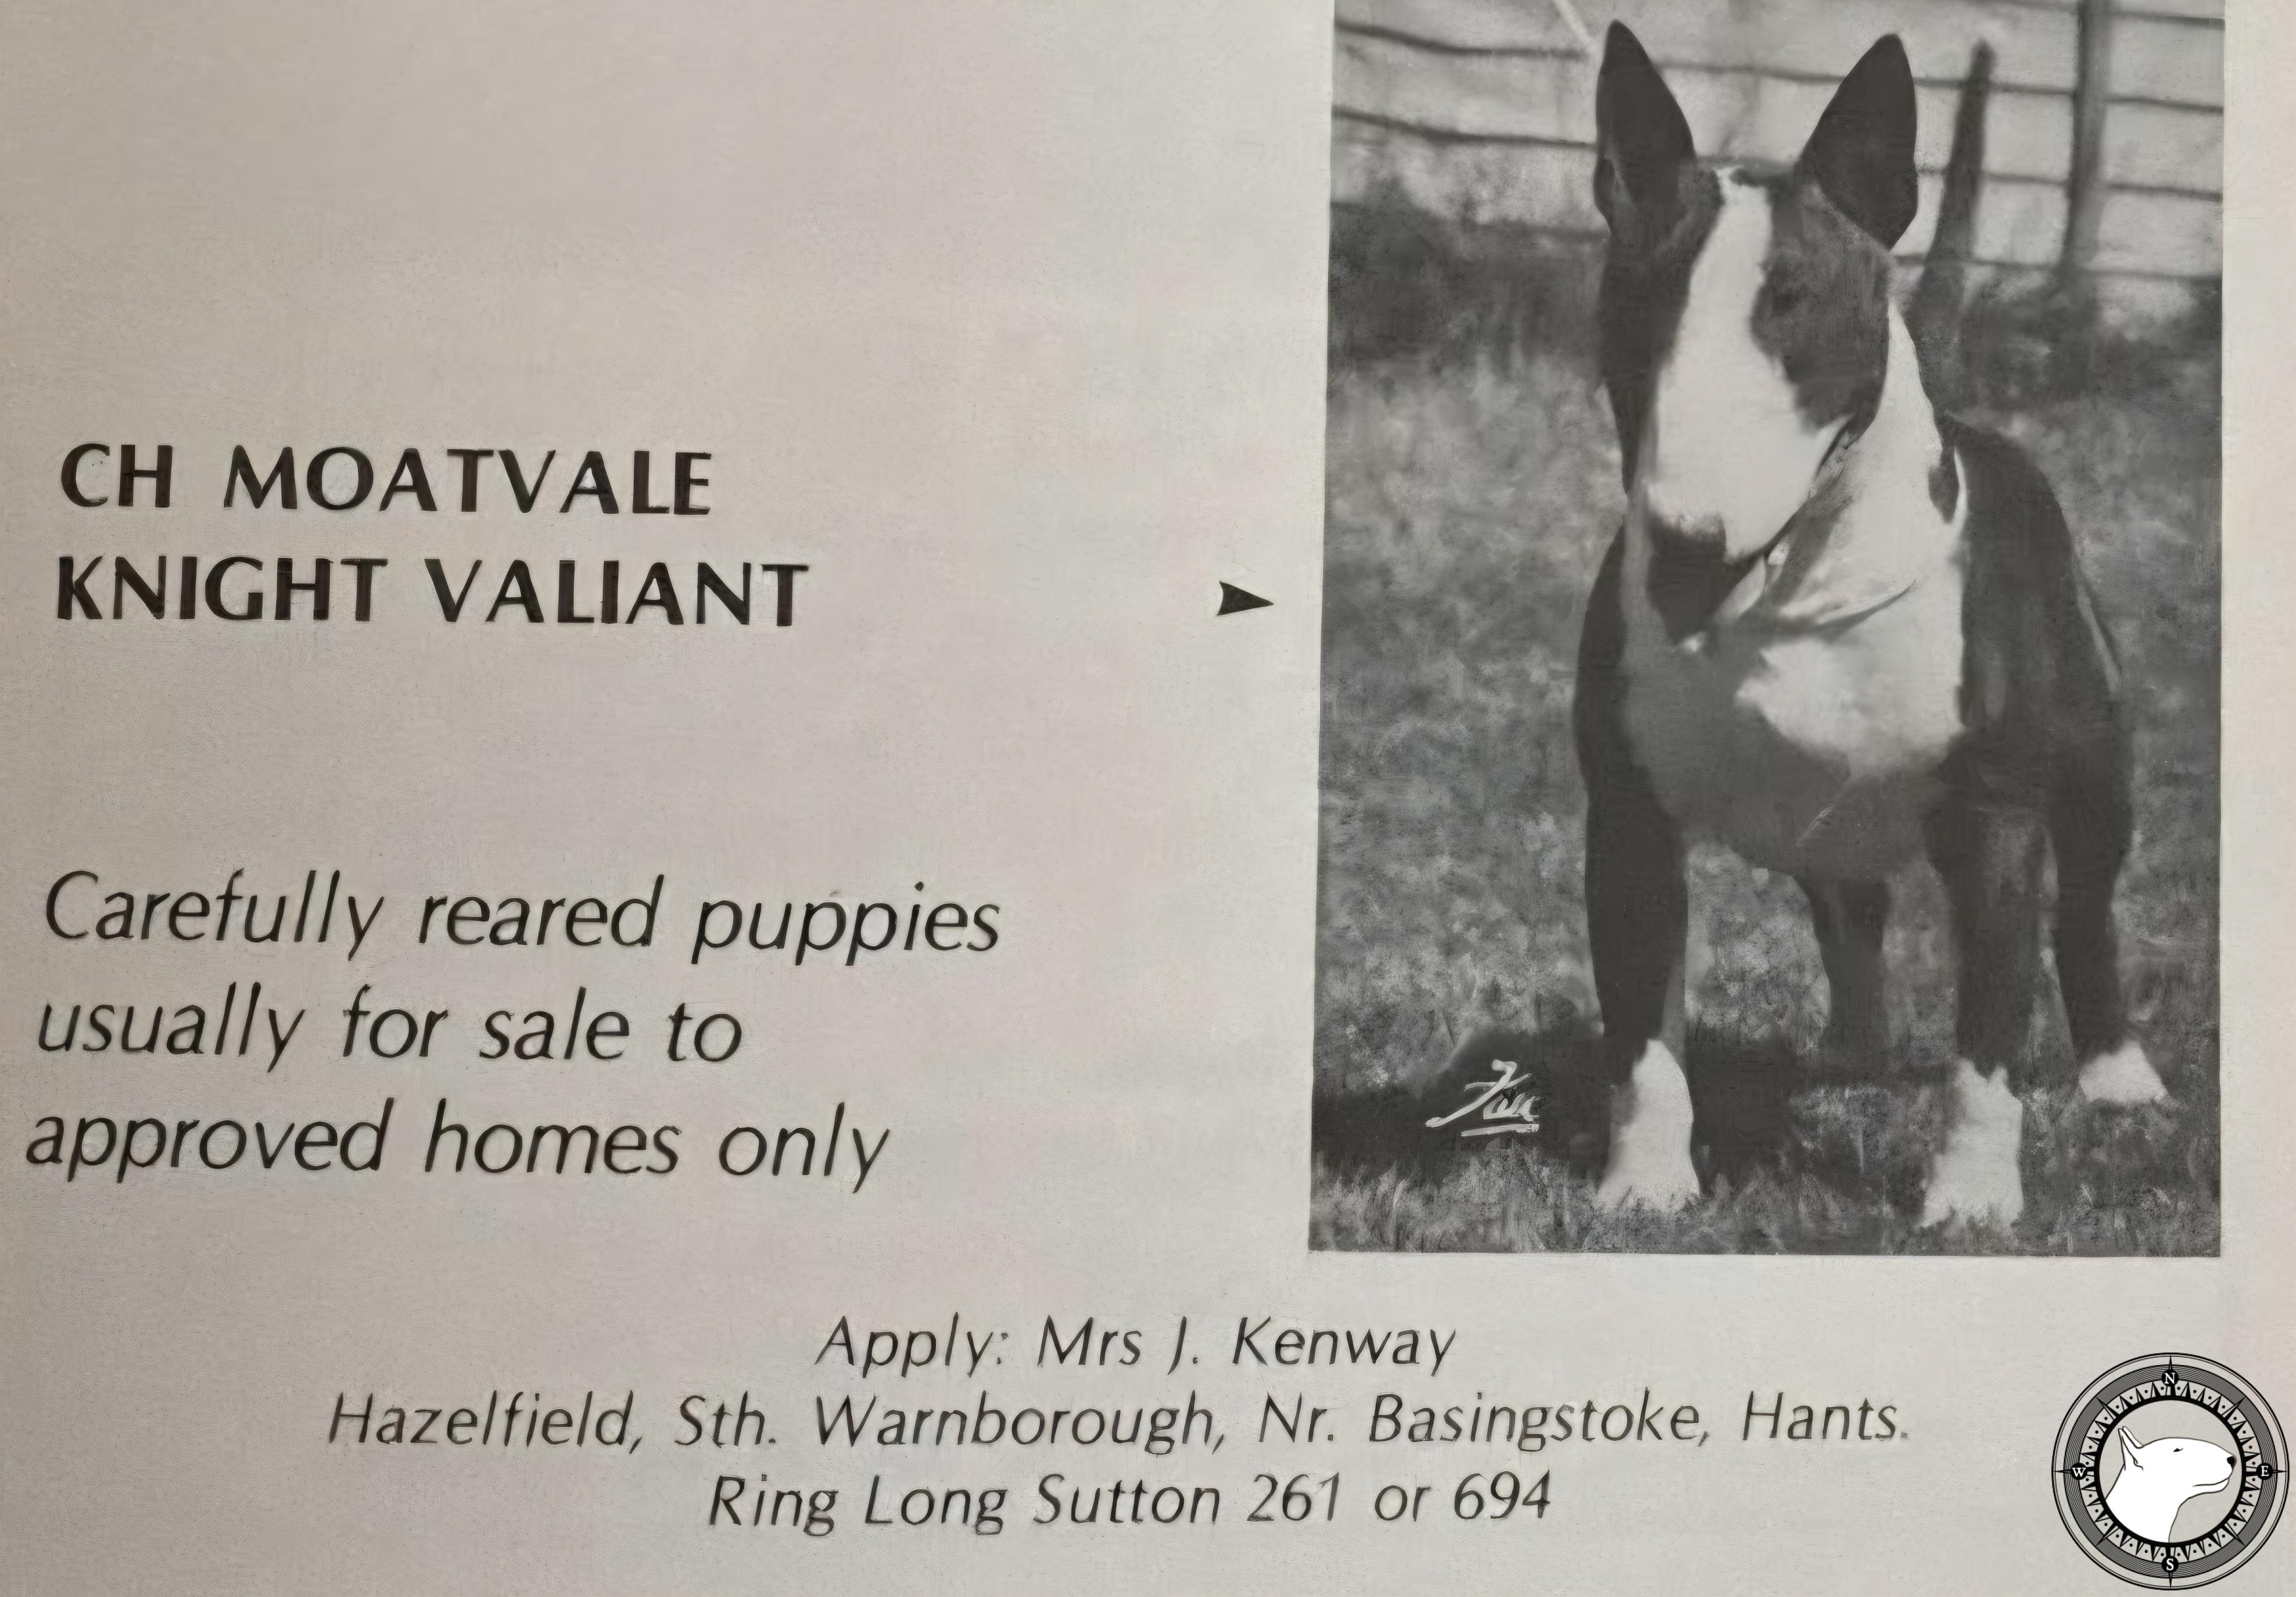 CH MOATVALE
KNIGHT VALIANT
Carefully reared puppies
usually for sale to
approved homes only
Apply: Mrs J. Kenway
Hazelfield, Sth. Warnborough, Nr. Basingstoke, Hants.
Ring Long Sutton 261 or 694
N
W
E
S